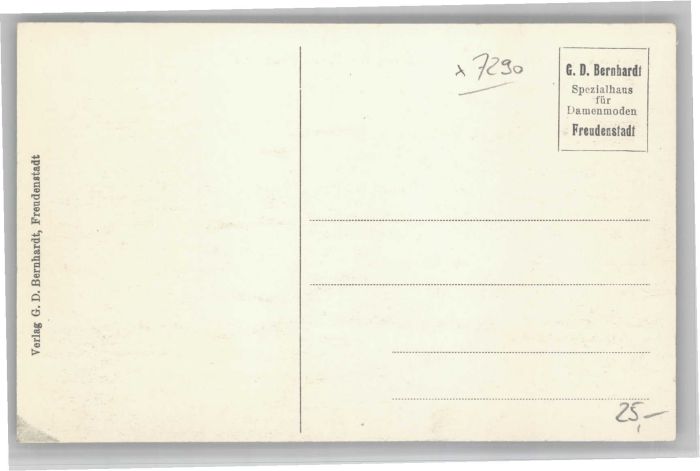 Verlag G. D. Bernhardt, Freudenstadt
x 7290
G. D. Bernhardt
Spezialhaus
für
Damenmoden
Freudenstadt
25,—